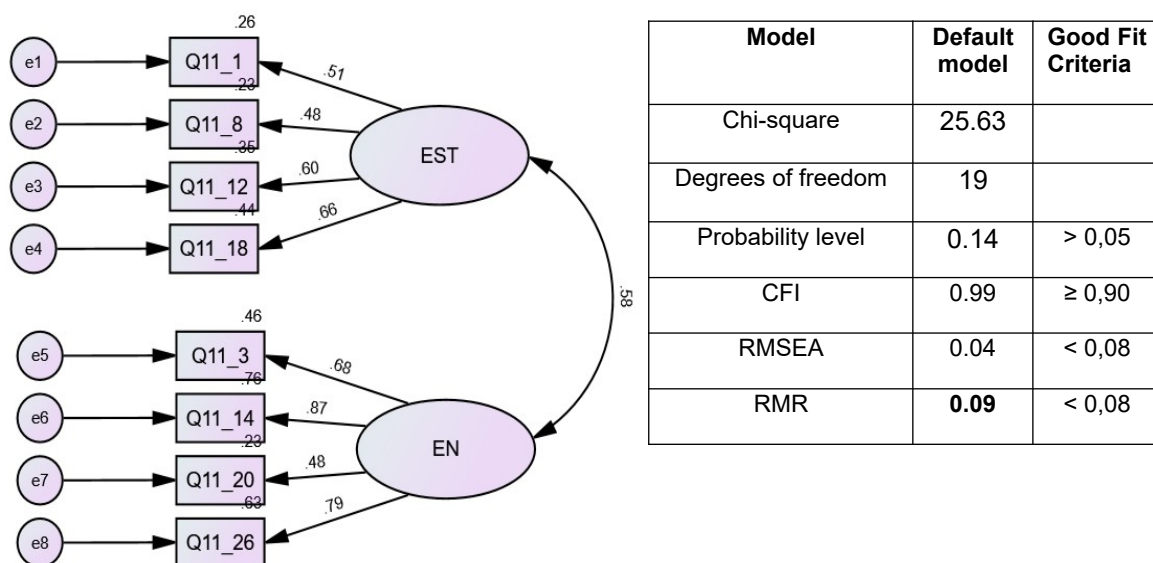 .26
e1 Q11_1 .51
.23
e2 Q11_8 .48
EST
.35
e3 Q11_12 .60
.44
e4 Q11_18 .66
.58
.46
e5 Q11_3 .68
.76
e6 Q11_14 .87
EN
.23
e7 Q11_20 .48
.63
e8 Q11_26 .79
Model Default model Good Fit Criteria
Chi-square 25.63
Degrees of freedom 19
Probability level 0.14 > 0,05
CFI 0.99 ≥ 0,90
RMSEA 0.04 < 0,08
RMR 0.09 < 0,08